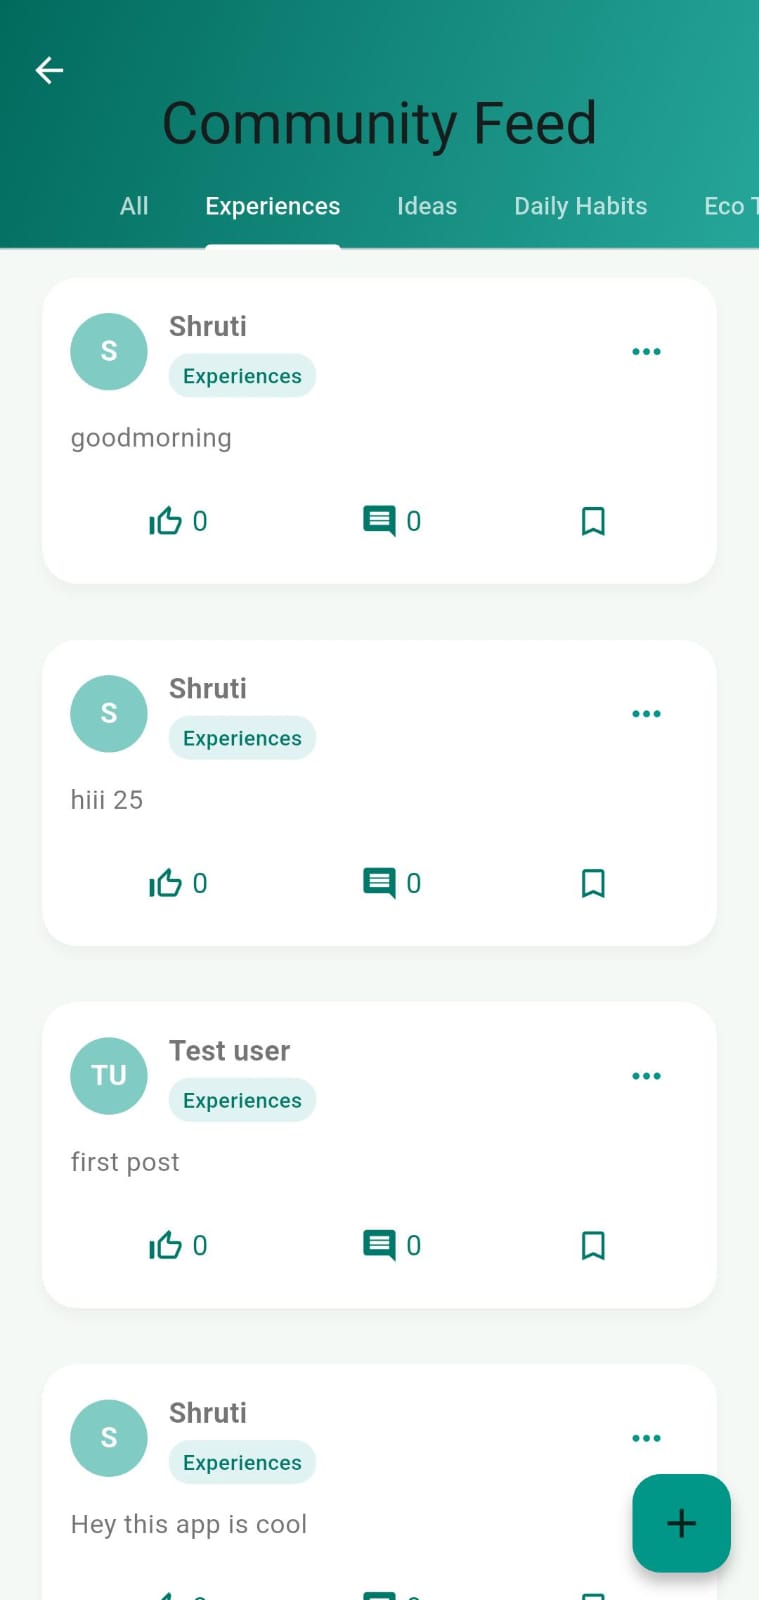 Community Feed
All Experiences Ideas Daily Habits Eco
S Shruti
Experiences
goodmorning
0 0
S Shruti
Experiences
hiii 25
0 0
TU Test user
Experiences
first post
0 0
S Shruti
Experiences
Hey this app is cool